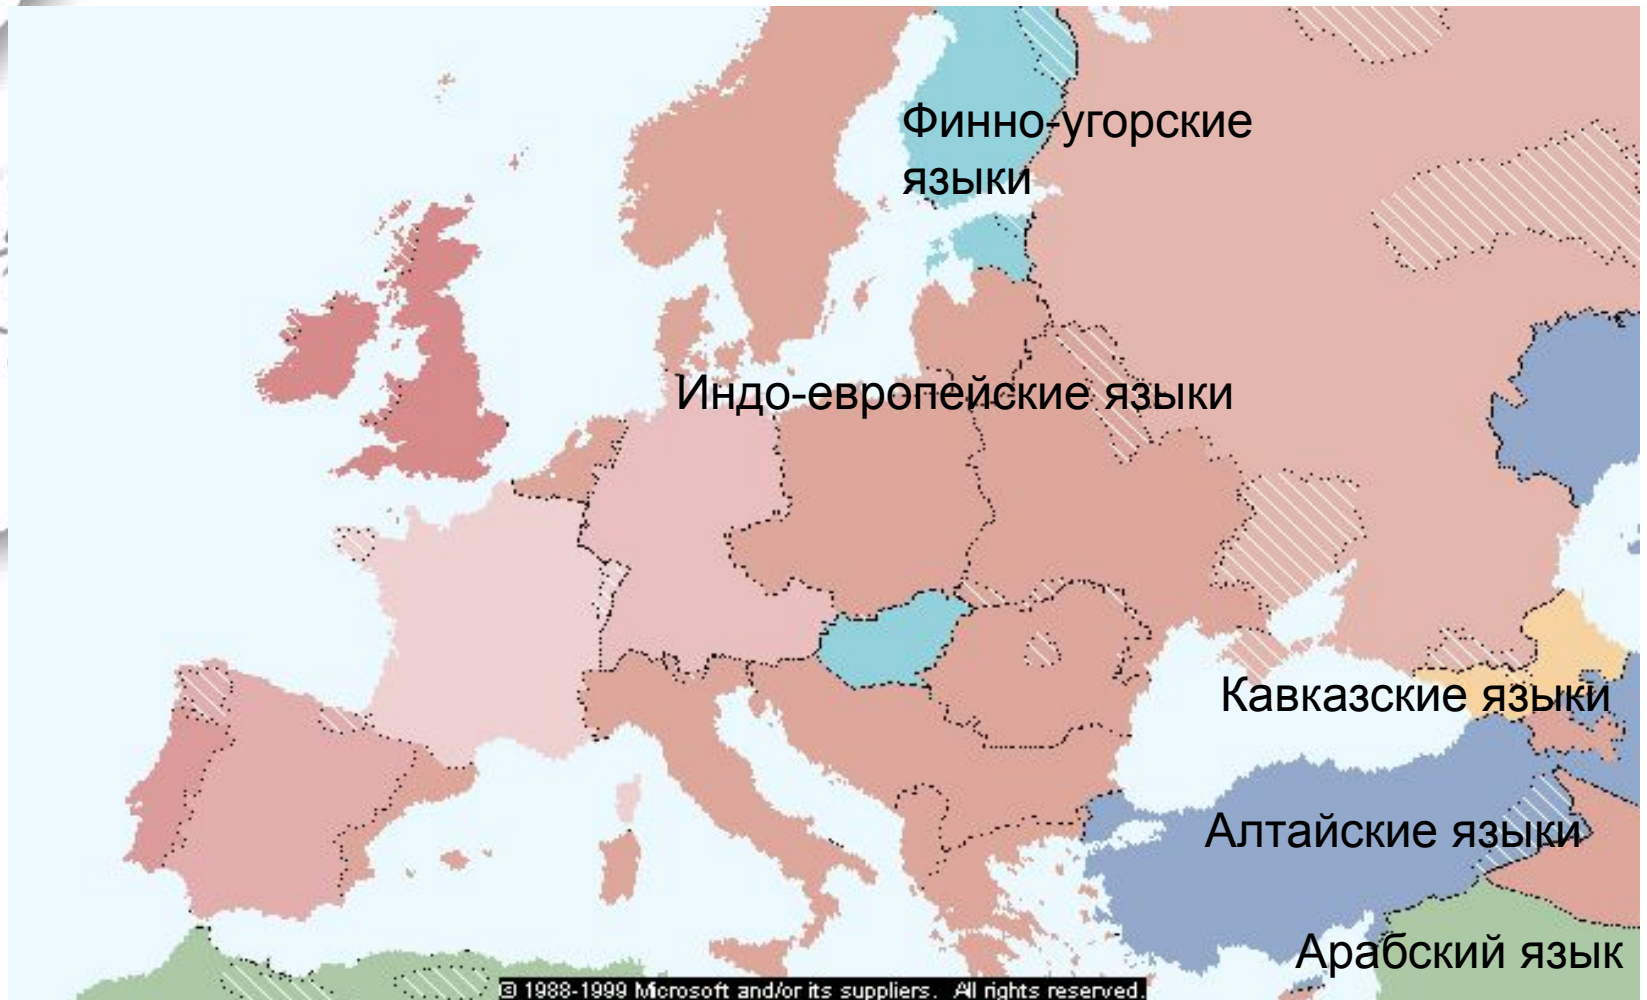 Финно-угорские
языки
Индо-европейские языки
Кавказские языки
Алтайские языки
Арабский язык
© 1988-1999 Microsoft and/or its suppliers. All rights reserved.